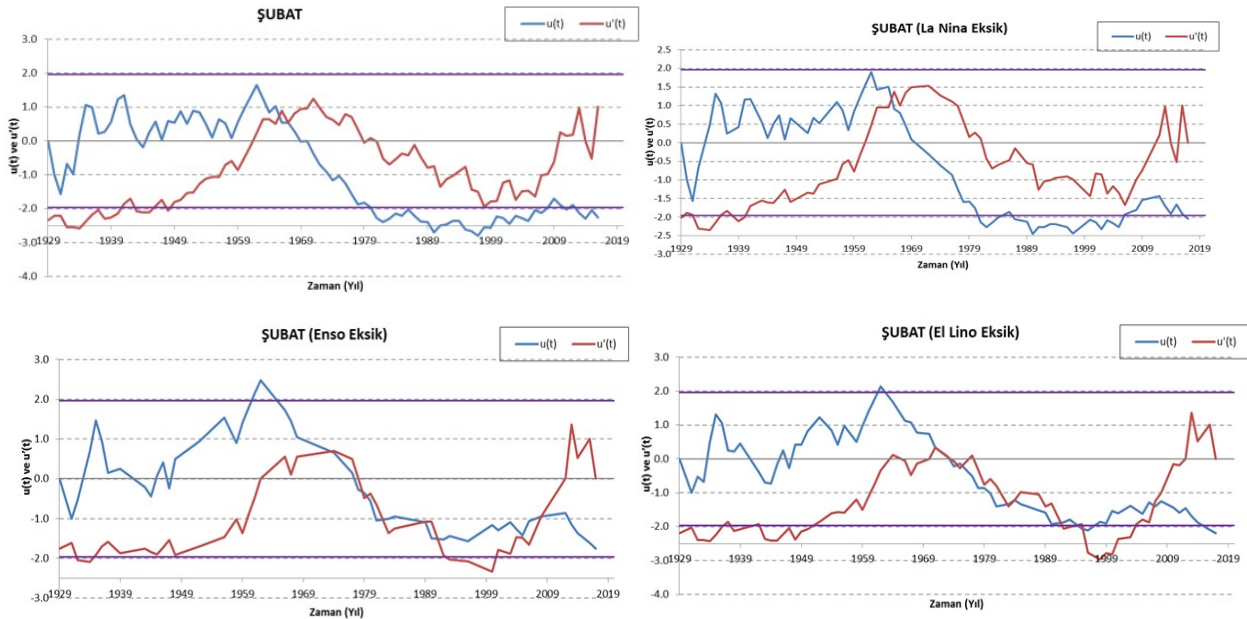 ŞUBAT
u(t) u'(t)
u(t) ve u'(t)
3.0
2.0
1.0
0.0
-1.0
-2.0
-3.0
-4.0
1929 1939 1949 1959 1969 1979 1989 1999 2009 2019
Zaman (Yıl)
ŞUBAT (La Nina Eksik)
u(t) u'(t)
u(t) ve u'(t)
2.5
2.0
1.5
1.0
0.5
0.0
-0.5
-1.0
-1.5
-2.0
-2.5
-3.0
1929 1939 1949 1959 1969 1979 1989 1999 2009 2019
Zaman (Yıl)
ŞUBAT (Enso Eksik)
u(t) u'(t)
u(t) ve u'(t)
3.0
2.0
1.0
0.0
-1.0
-2.0
-3.0
1929 1939 1949 1959 1969 1979 1989 1999 2009 2019
Zaman (Yıl)
ŞUBAT (El Lino Eksik)
u(t) u'(t)
u(t) ve u'(t)
3.0
2.0
1.0
0.0
-1.0
-2.0
-3.0
-4.0
1929 1939 1949 1959 1969 1979 1989 1999 2009 2019
Zaman (Yıl)